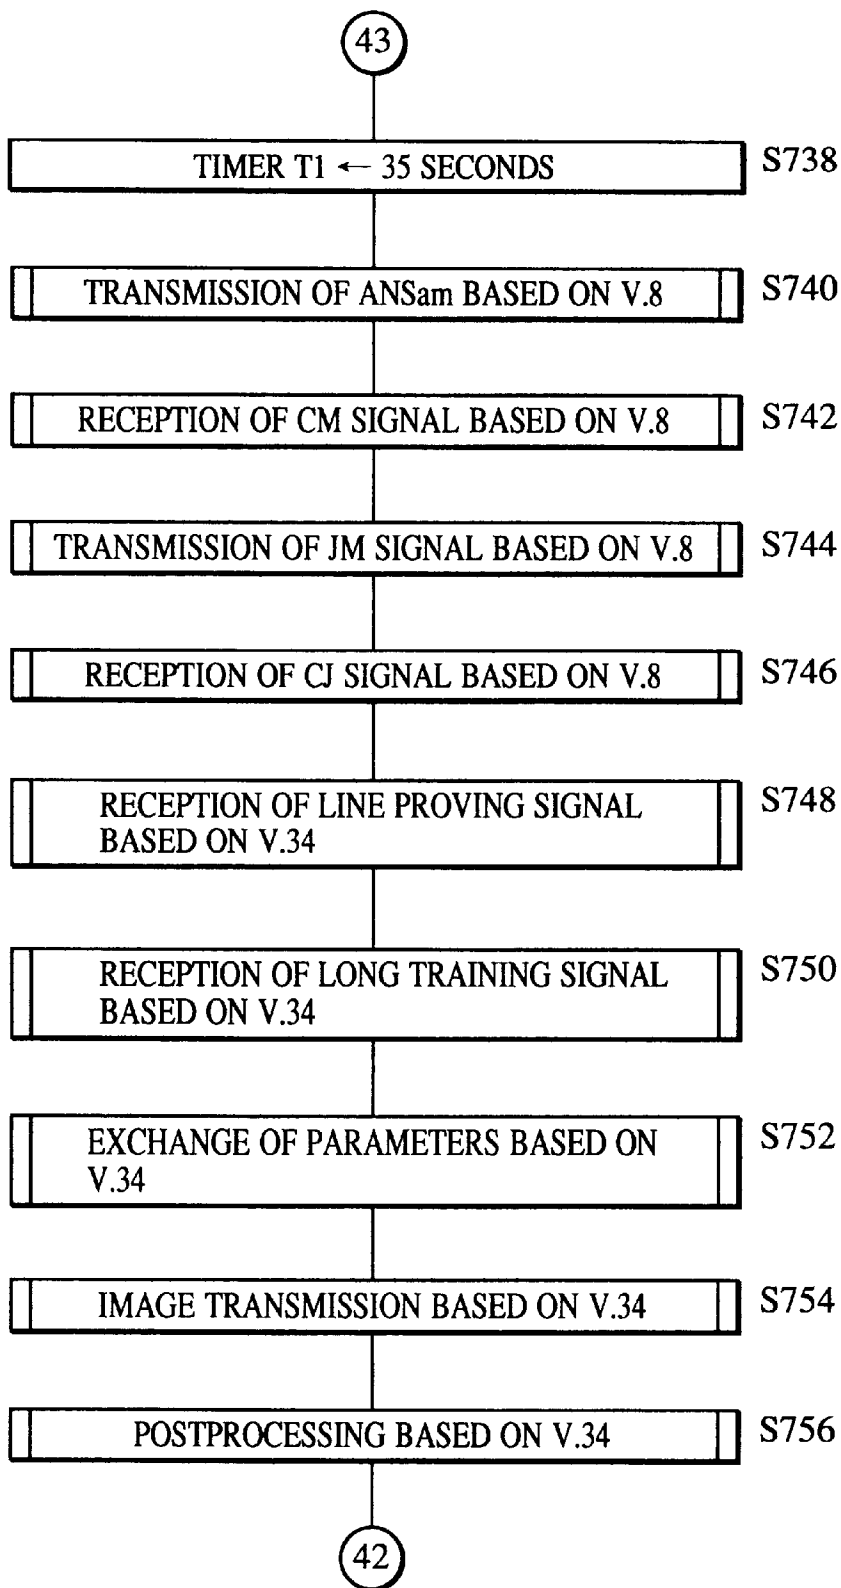 43
TIMER T1 ← 35 SECONDS S738
TRANSMISSION OF ANSam BASED ON V.8 S740
RECEPTION OF CM SIGNAL BASED ON V.8 S742
TRANSMISSION OF JM SIGNAL BASED ON V.8 S744
RECEPTION OF CJ SIGNAL BASED ON V.8 S746
RECEPTION OF LINE PROVING SIGNAL S748
BASED ON V.34
RECEPTION OF LONG TRAINING SIGNAL S750
BASED ON V.34
EXCHANGE OF PARAMETERS BASED ON S752
V.34
IMAGE TRANSMISSION BASED ON V.34 S754
POSTPROCESSING BASED ON V.34 S756
42